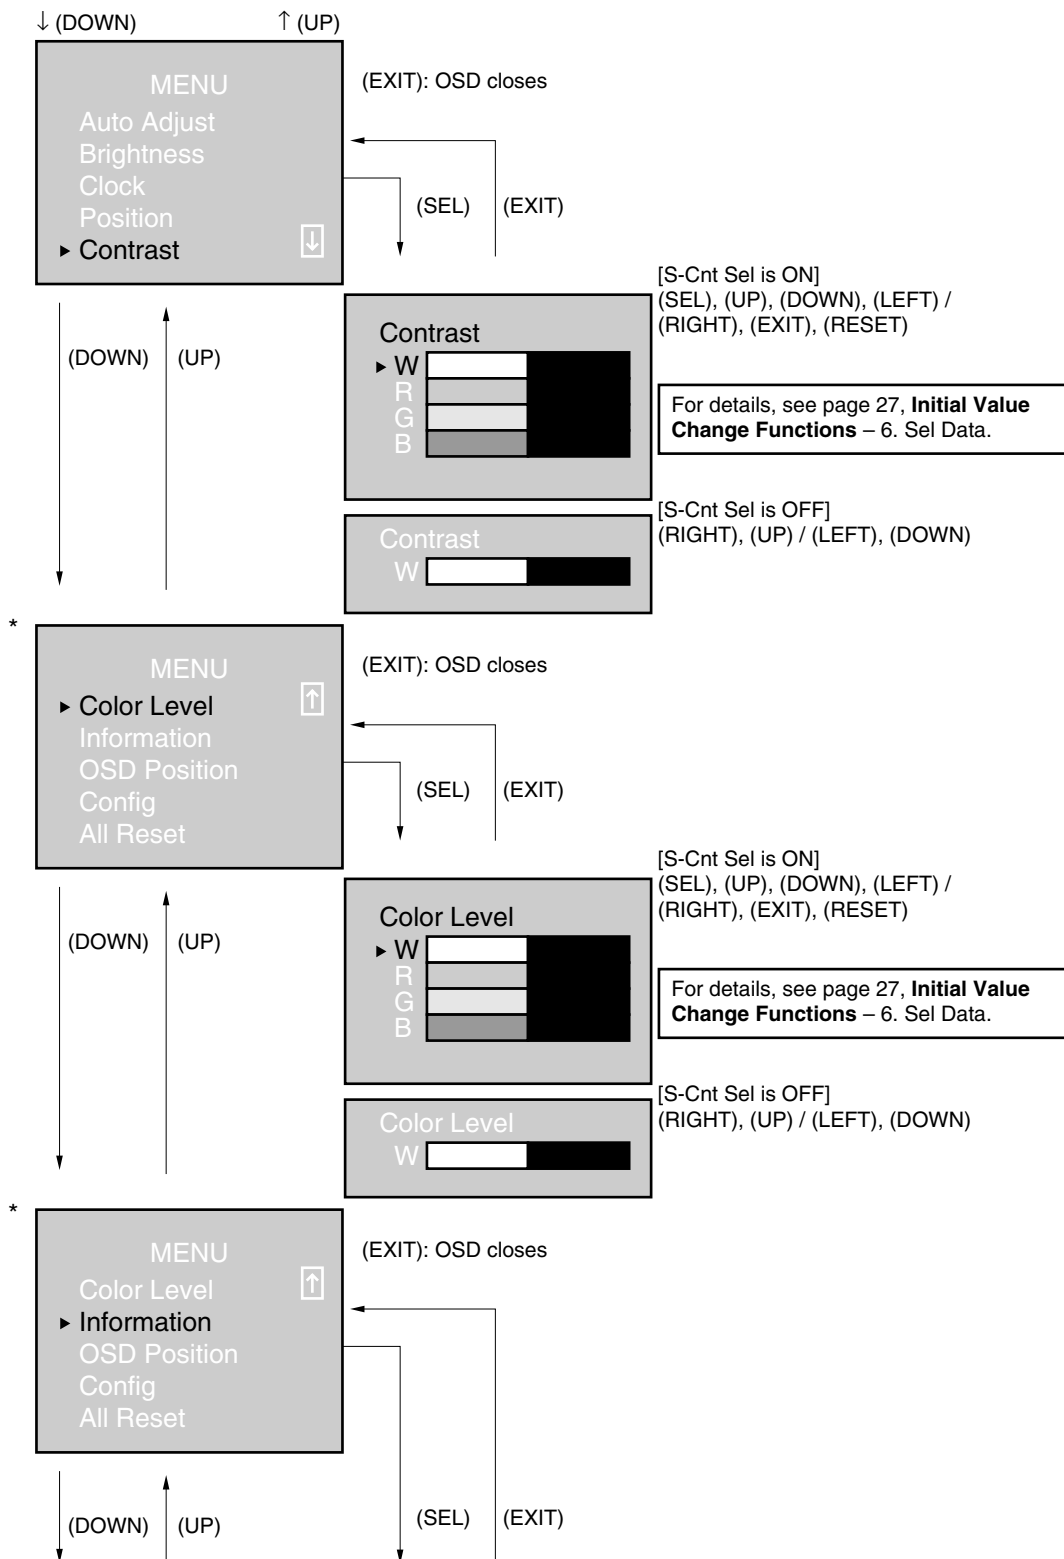 ↓ (DOWN) ↑ (UP)
MENU
Auto Adjust
Brightness
Clock
Position
▶ Contrast
↓
(EXIT): OSD closes
(SEL) (EXIT)
(DOWN) (UP)
Contrast
▶ W
R
G
B
[S-Cnt Sel is ON]
(SEL), (UP), (DOWN), (LEFT) /
(RIGHT), (EXIT), (RESET)
For details, see page 27, Initial Value
Change Functions – 6. Sel Data.
Contrast
W
[S-Cnt Sel is OFF]
(RIGHT), (UP) / (LEFT), (DOWN)
*
MENU
▶ Color Level
↑
Information
OSD Position
Config
All Reset
(EXIT): OSD closes
(SEL) (EXIT)
(DOWN) (UP)
Color Level
▶ W
R
G
B
[S-Cnt Sel is ON]
(SEL), (UP), (DOWN), (LEFT) /
(RIGHT), (EXIT), (RESET)
For details, see page 27, Initial Value
Change Functions – 6. Sel Data.
Color Level
W
[S-Cnt Sel is OFF]
(RIGHT), (UP) / (LEFT), (DOWN)
*
MENU
Color Level
↑
▶ Information
OSD Position
Config
All Reset
(EXIT): OSD closes
(DOWN) (UP)
(SEL) (EXIT)